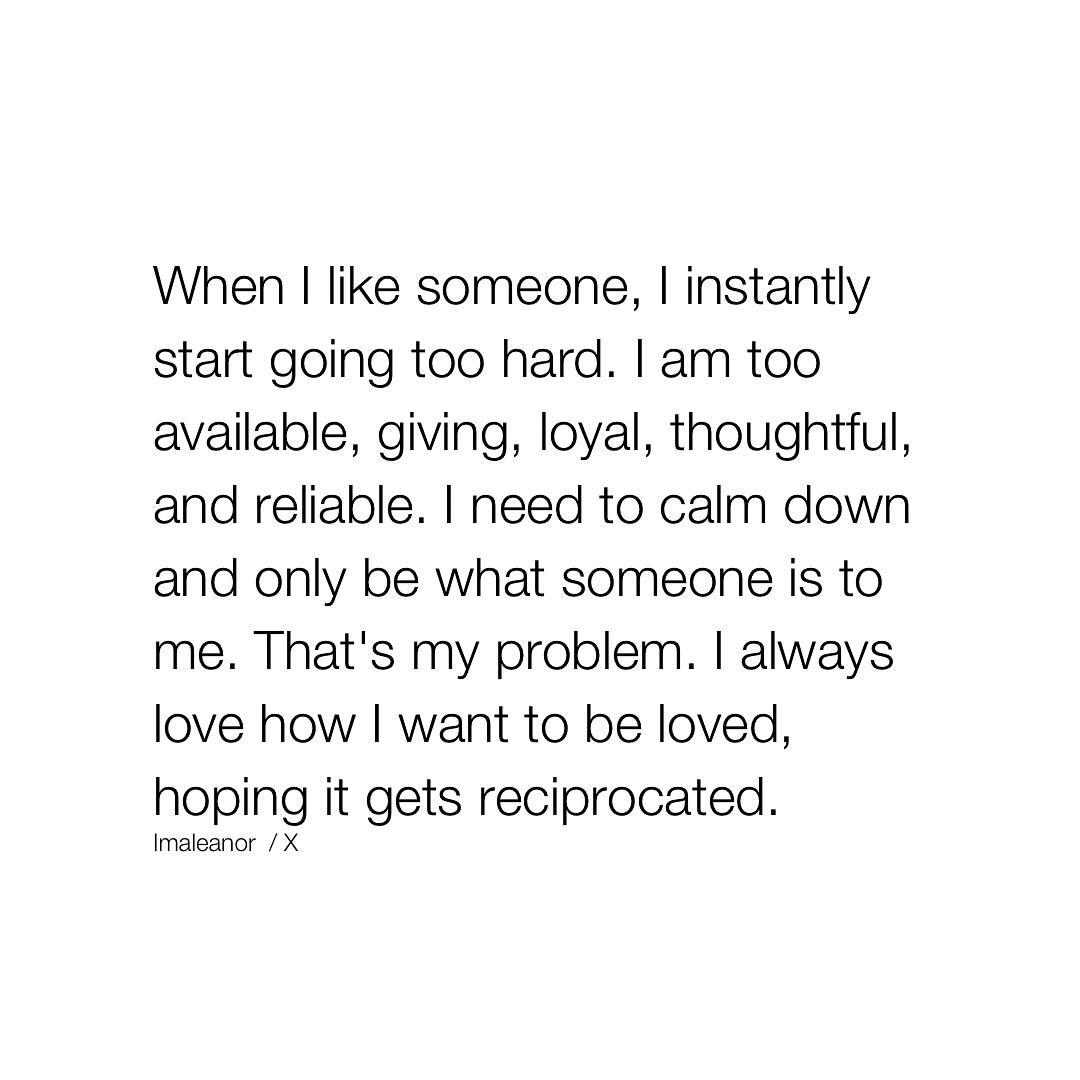 When I like someone, I instantly
start going too hard. I am too
available, giving, loyal, thoughtful,
and reliable. I need to calm down
and only be what someone is to
me. That's my problem. I always
love how I want to be loved,
hoping it gets reciprocated.
Imaleanor / X